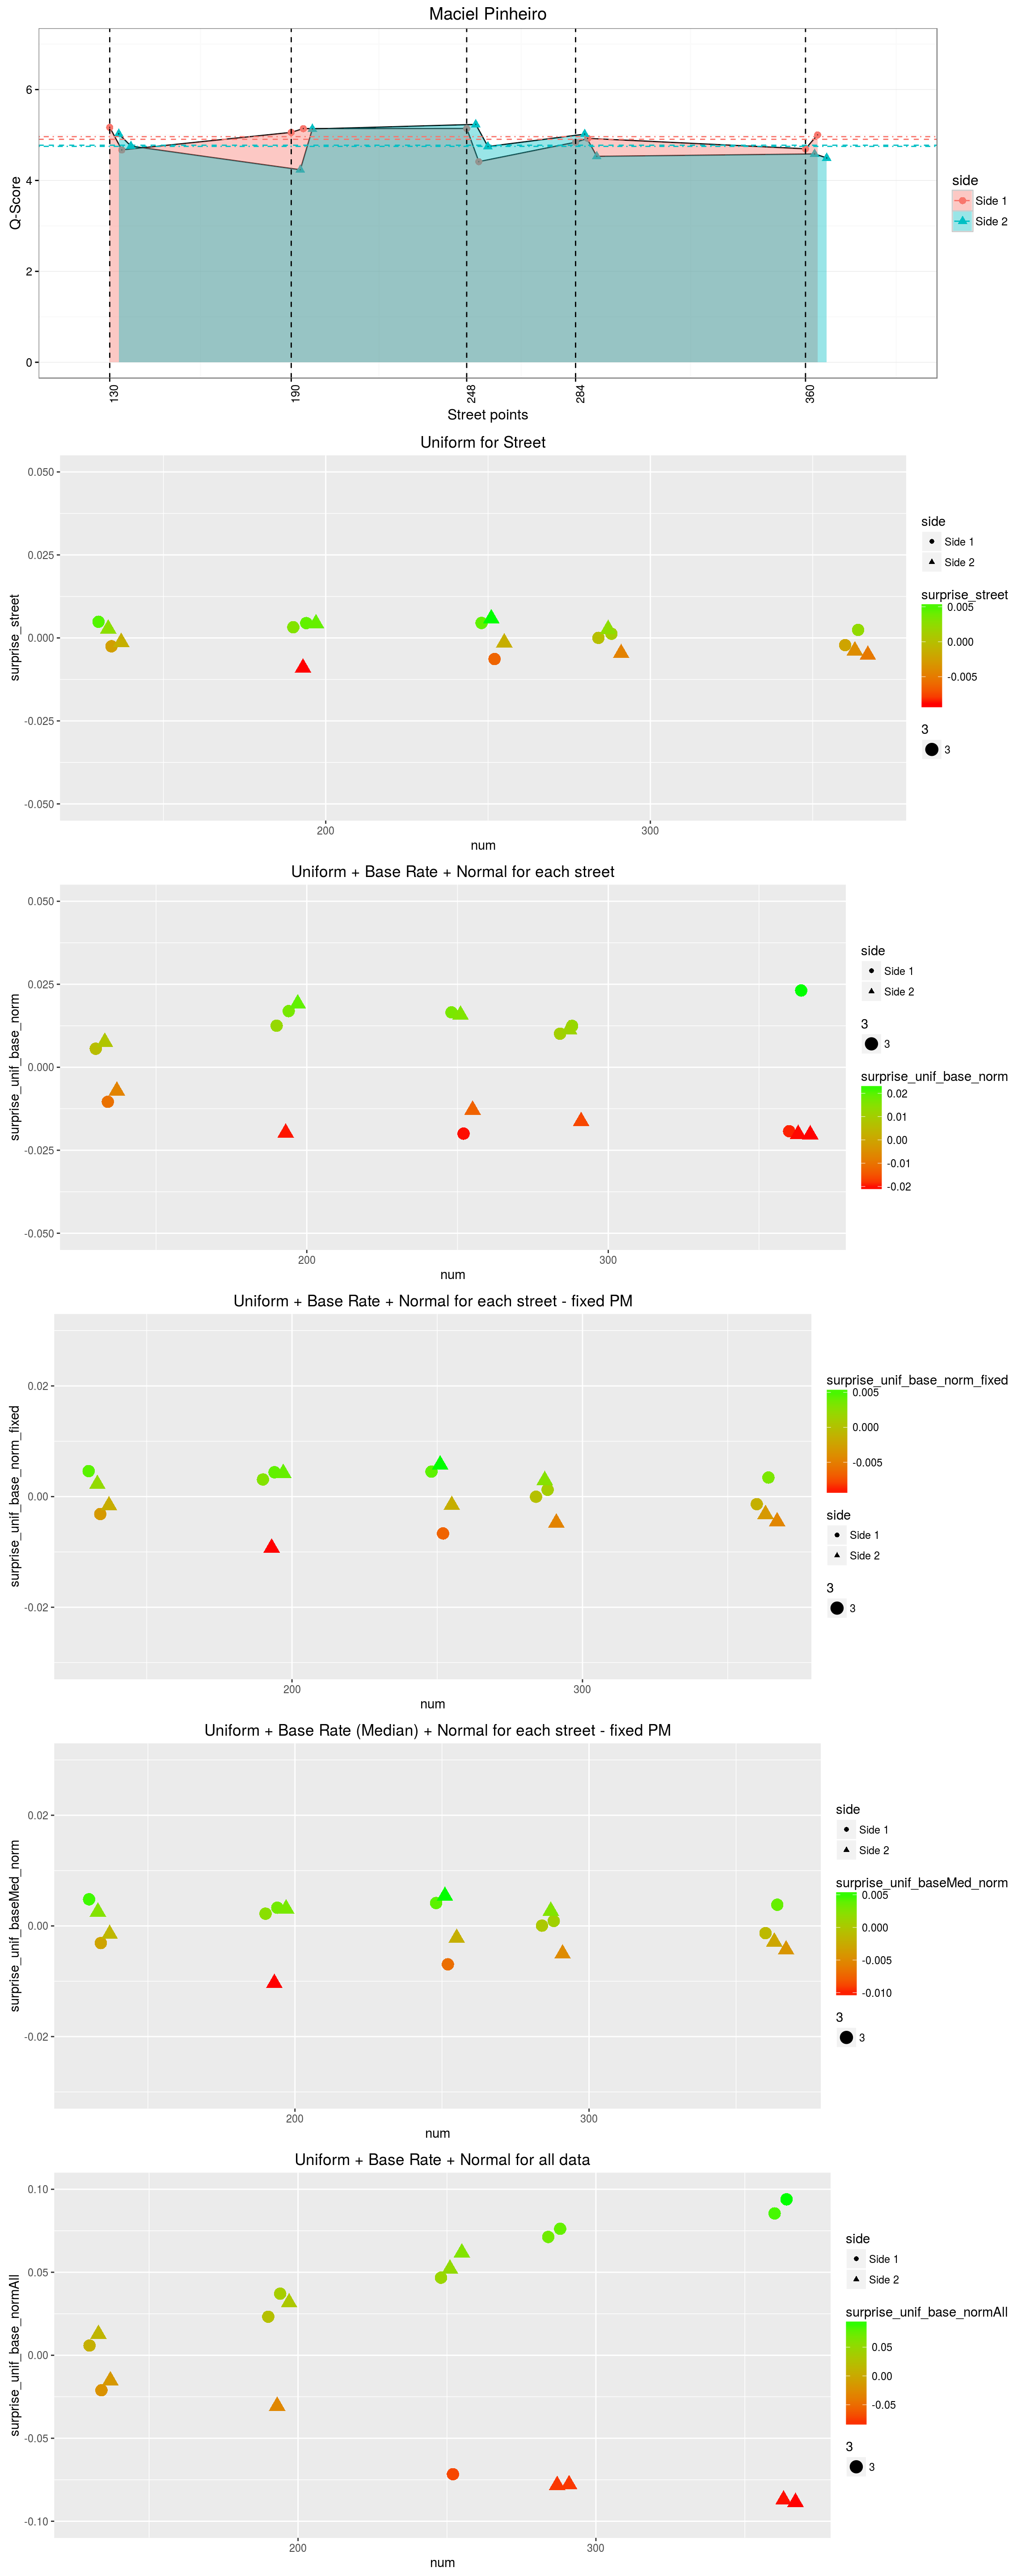 Maciel Pinheiro
6
4
2
0
Q-Score
130
190
248
284
360
Street points
side
Side 1
Side 2
Uniform for Street
0.050
0.025
0.000
-0.025
-0.050
surprise_street
200
300
num
side
Side 1
Side 2
surprise_street
0.005
0.000
-0.005
3
3
Uniform + Base Rate + Normal for each street
0.050
0.025
0.000
-0.025
-0.050
surprise_unif_base_norm
200
300
num
side
Side 1
Side 2
3
3
surprise_unif_base_norm
0.02
0.01
0.00
-0.01
-0.02
Uniform + Base Rate + Normal for each street - fixed PM
0.02
0.00
-0.02
surprise_unif_base_norm_fixed
200
300
num
surprise_unif_base_norm_fixed
0.005
0.000
-0.005
side
Side 1
Side 2
3
3
Uniform + Base Rate (Median) + Normal for each street - fixed PM
0.02
0.00
-0.02
surprise_unif_baseMed_norm
200
300
num
side
Side 1
Side 2
surprise_unif_baseMed_norm
0.005
0.000
-0.005
-0.010
3
3
Uniform + Base Rate + Normal for all data
0.10
0.05
0.00
-0.05
-0.10
surprise_unif_base_normAll
200
300
num
side
Side 1
Side 2
surprise_unif_base_normAll
0.05
0.00
-0.05
3
3